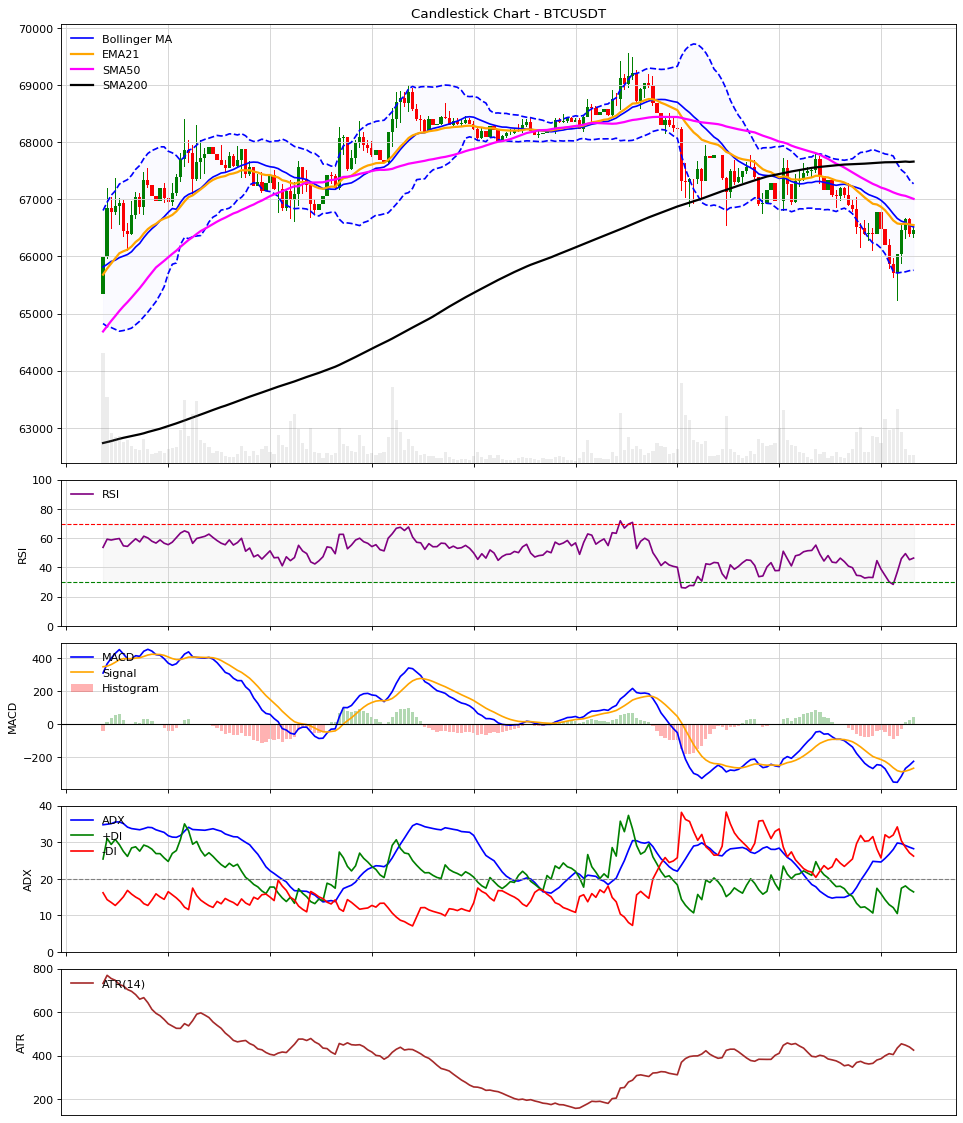 Candlestick Chart - BTCUSDT
70000
69000
68000
67000
66000
65000
64000
63000
Bollinger MA
EMA21
SMA50
SMA200
100
80
60
40
20
0
RSI
RSI
400
200
0
−200
MACD
MACD
Signal
Histogram
40
30
20
10
0
ADX
ADX
+DI
-DI
800
600
400
200
ATR
ATR(14)